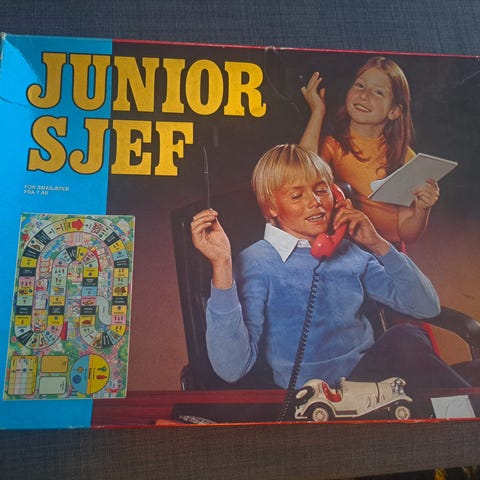 JUNIOR
SJEF
FOR SMÅSJEFER
FRA 7 ÅR